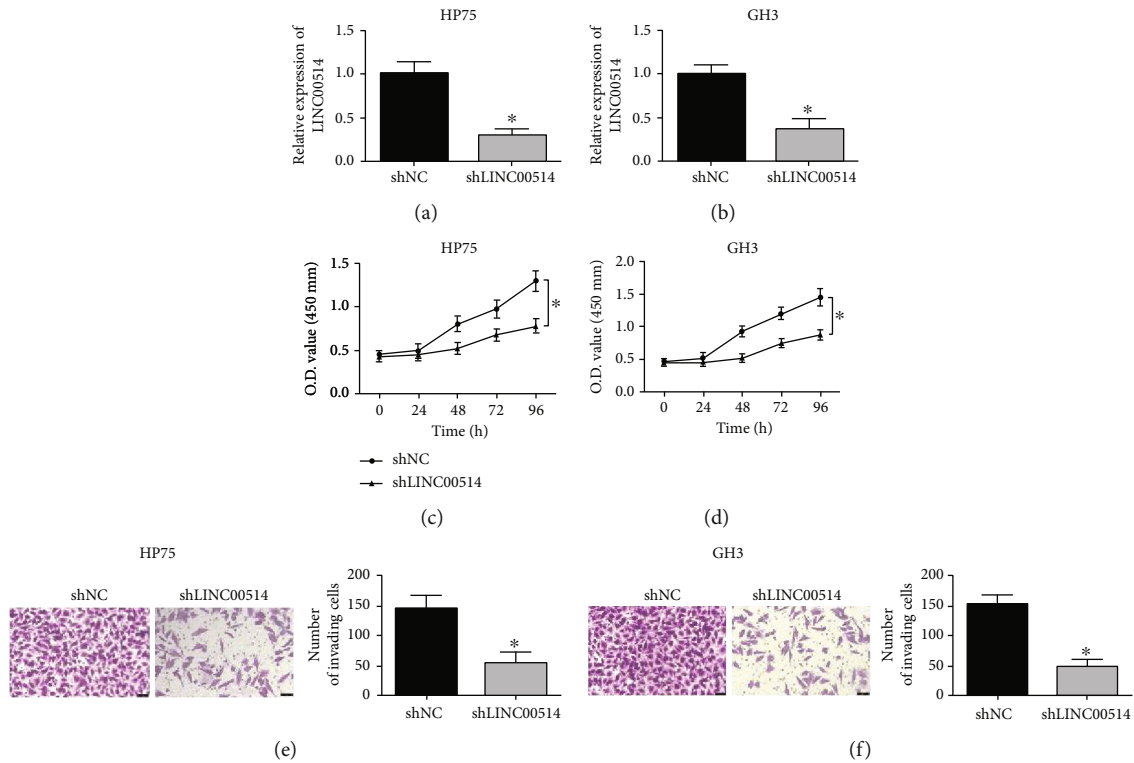 HP75
Relative expression of
LINC00514
1.5
1.0
0.5
0.0
*
shNC
shLINC00514
(a)
GH3
Relative expression of
LINC00514
1.5
1.0
0.5
0.0
*
shNC
shLINC00514
(b)
HP75
O.D. value (450 mm)
1.5
1.0
0.5
0.0
*
0 24 48 72 96
Time (h)
shNC
shLINC00514
(c)
GH3
O.D. value (450 mm)
2.0
1.5
1.0
0.5
0.0
*
0 24 48 72 96
Time (h)
(d)
HP75
shNC
shLINC00514
Number
of invading cells
200
150
100
50
0
*
shNC
shLINC00514
(e)
GH3
shNC
shLINC00514
Number
of invading cells
200
150
100
50
0
*
shNC
shLINC00514
(f)